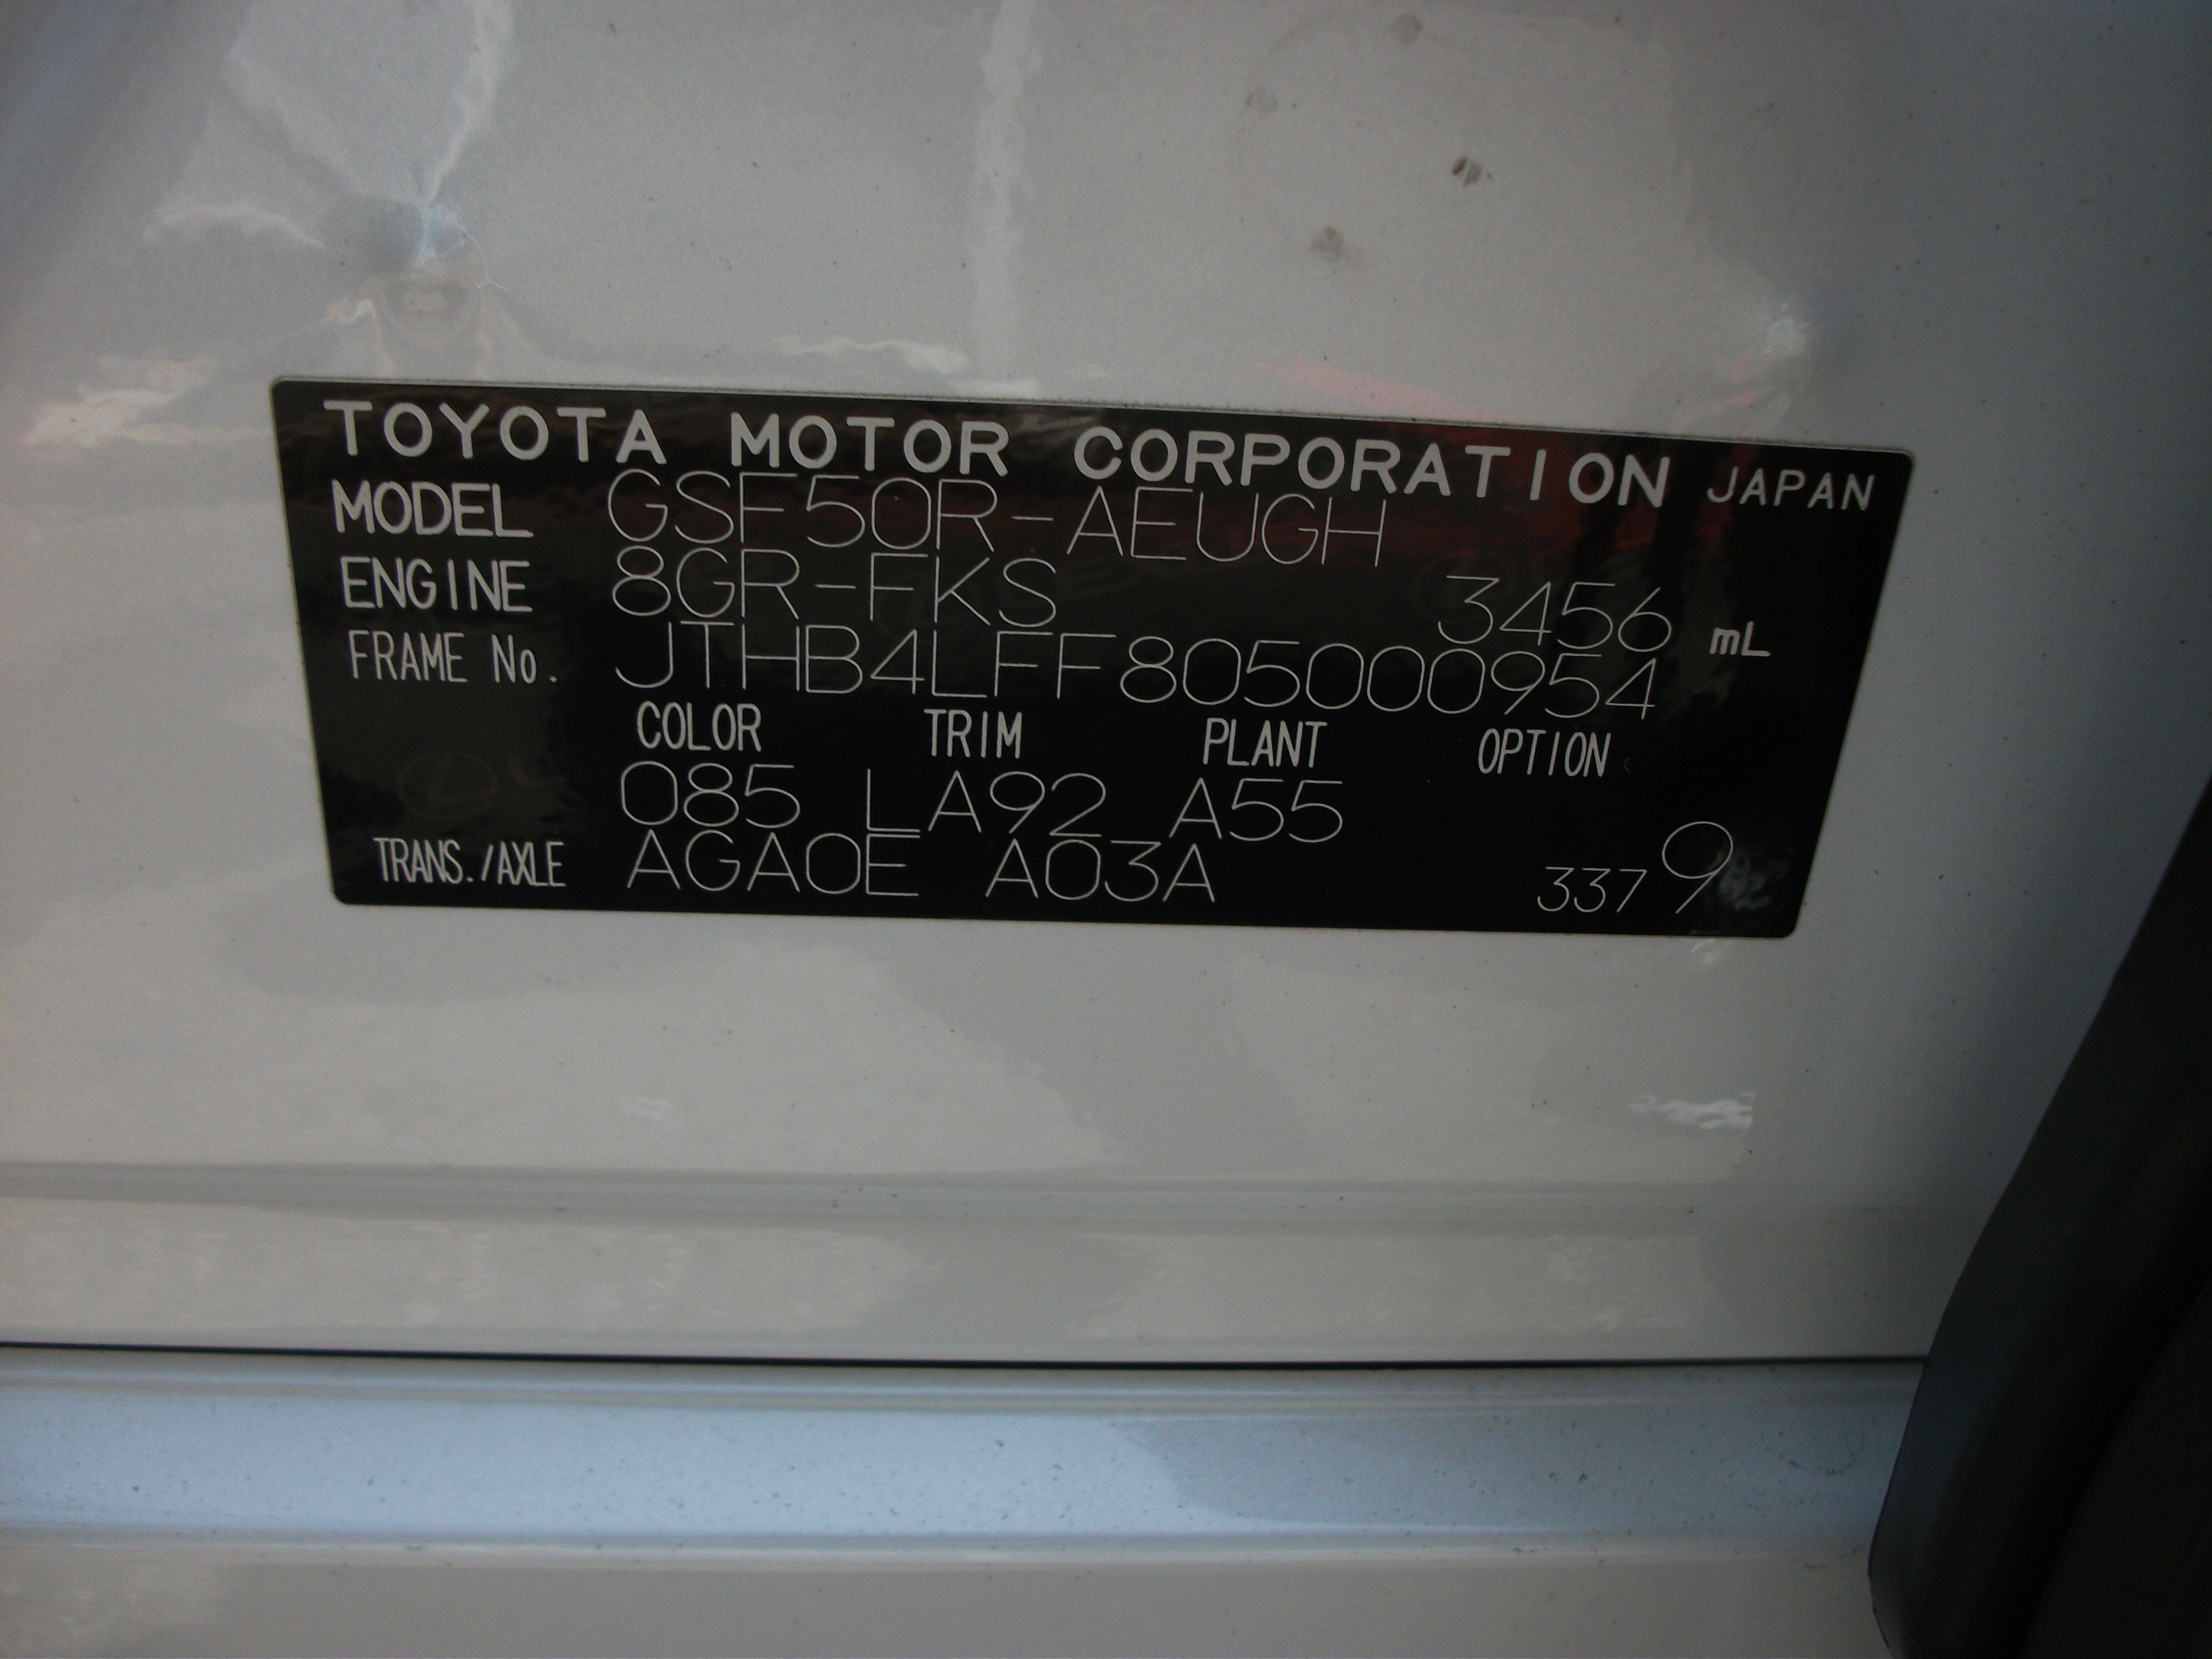 TOYOTA MOTOR CORPORATION JAPAN
MODEL GSF50R-AEUGH
ENGINE 8GR-FKS 3456 mL
FRAME No. JTHB4LFF805000954
COLOR TRIM PLANT OPTION
085 LA92 A55
TRANS./AXLE AGA0E A03A 3379